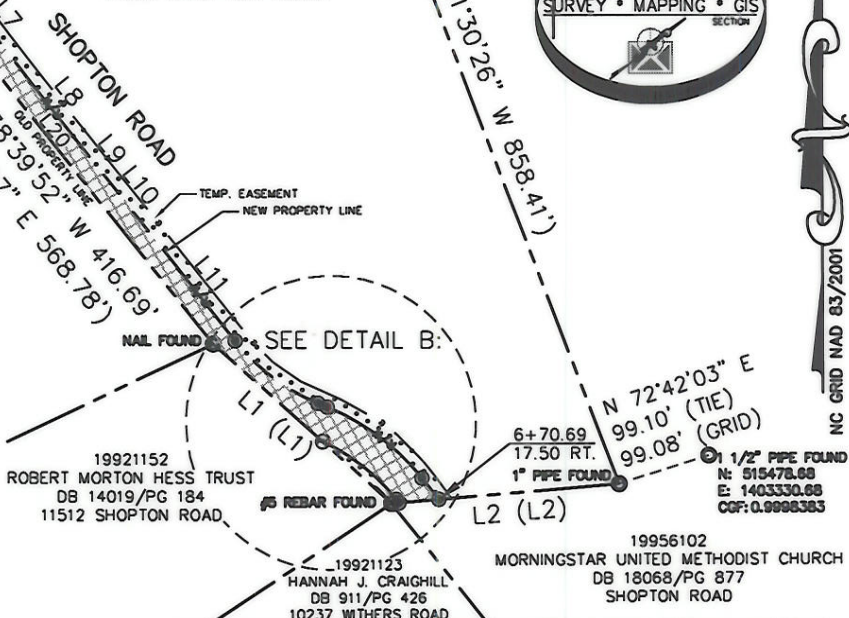 SURVEY • MAPPING • GIS
SECTION
L7
SHOPTON ROAD
L8
L20
OLD PROPERTY LINE
L9
L10
8°39'52" W 416.69'
7" E 568.78')
TEMP. EASEMENT
NEW PROPERTY LINE
L11
1°30'26" W 858.41')
NC GRID NAD 83/2001
NAIL FOUND
SEE DETAIL B:
L1 (L1)
N 72°42'03" E
99.10' (TIE)
99.08' (GRID)
6+70.69
17.50 RT.
1" PIPE FOUND
1 1/2" PIPE FOUND
N: 515478.68
E: 1403330.68
CGF: 0.9998383
19921152
ROBERT MORTON HESS TRUST
DB 14019/PG 184
11512 SHOPTON ROAD
#5 REBAR FOUND
L2 (L2)
19956102
MORNINGSTAR UNITED METHODIST CHURCH
DB 18068/PG 877
SHOPTON ROAD
19921123
HANNAH J. CRAIGHILL
DB 911/PG 426
10237 WITHERS ROAD